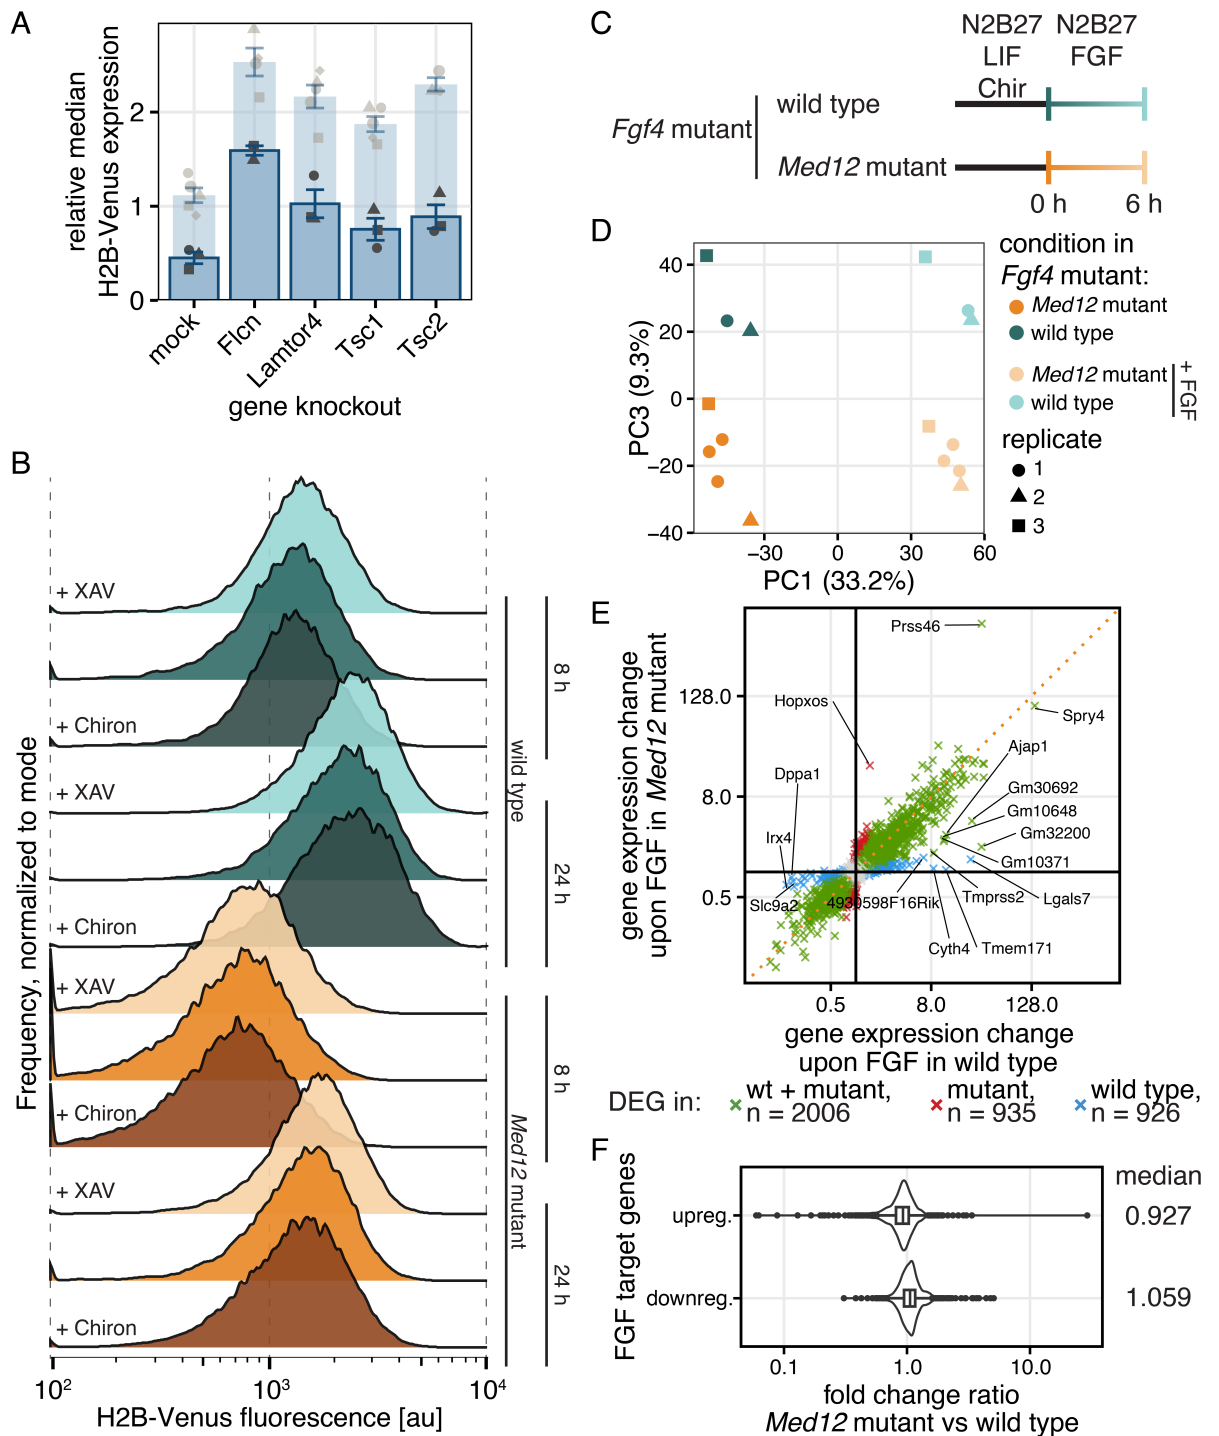 A
relative median
H2B-Venus expression
2
1
0
mock
Flcn
Lamtor4
Tsc1
Tsc2
gene knockout
B
Frequency, normalized to mode
+ XAV
+ Chiron
+ XAV
+ Chiron
+ XAV
+ Chiron
+ XAV
+ Chiron
8 h
24 h
8 h
24 h
wild type
Med12 mutant
10²
10³
10⁴
H2B-Venus fluorescence [au]
C
N2B27
LIF
Chir
N2B27
FGF
Fgf4 mutant
wild type
Med12 mutant
0 h
6 h
D
PC3 (9.3%)
40
20
0
−20
−40
−30
0
30
60
PC1 (33.2%)
condition in
Fgf4 mutant:
Med12 mutant
wild type
Med12 mutant
wild type
+ FGF
replicate
1
2
3
E
gene expression change
upon FGF in Med12 mutant
128.0
8.0
0.5
Prss46
Hopxos
Spry4
Ajap1
Dppa1
Gm30692
Gm10648
Irx4
Gm32200
Gm10371
Slc9a2
4930598F16Rik
Tmprss2
Lgals7
Cyth4
Tmem171
0.5
8.0
128.0
gene expression change
upon FGF in wild type
DEG in:
wt + mutant,
n = 2006
mutant,
n = 935
wild type,
n = 926
F
FGF target genes
median
upreg.
0.927
downreg.
1.059
0.1
1.0
10.0
fold change ratio
Med12 mutant vs wild type